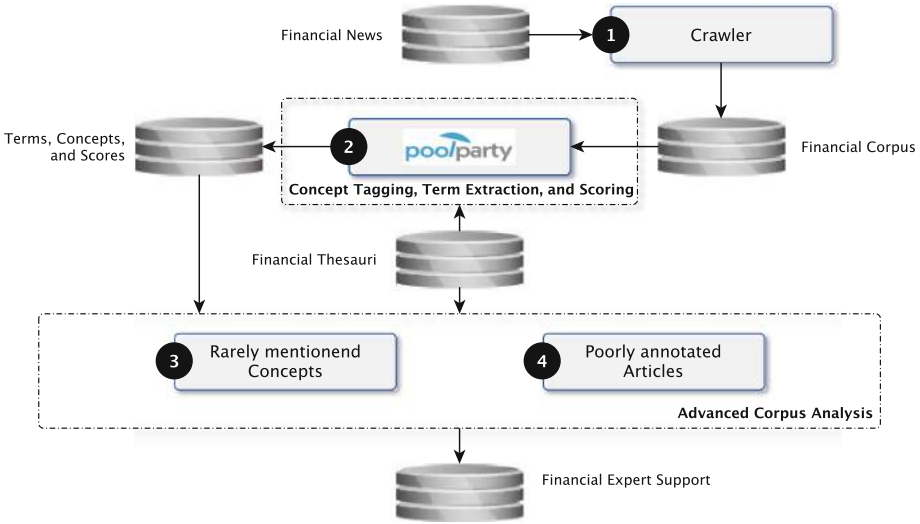 Financial News
1
Crawler
Terms, Concepts,
and Scores
2
poolparty
Financial Corpus
Concept Tagging, Term Extraction, and Scoring
Financial Thesauri
3
Rarely mentionend
Concepts
4
Poorly annotated
Articles
Advanced Corpus Analysis
Financial Expert Support